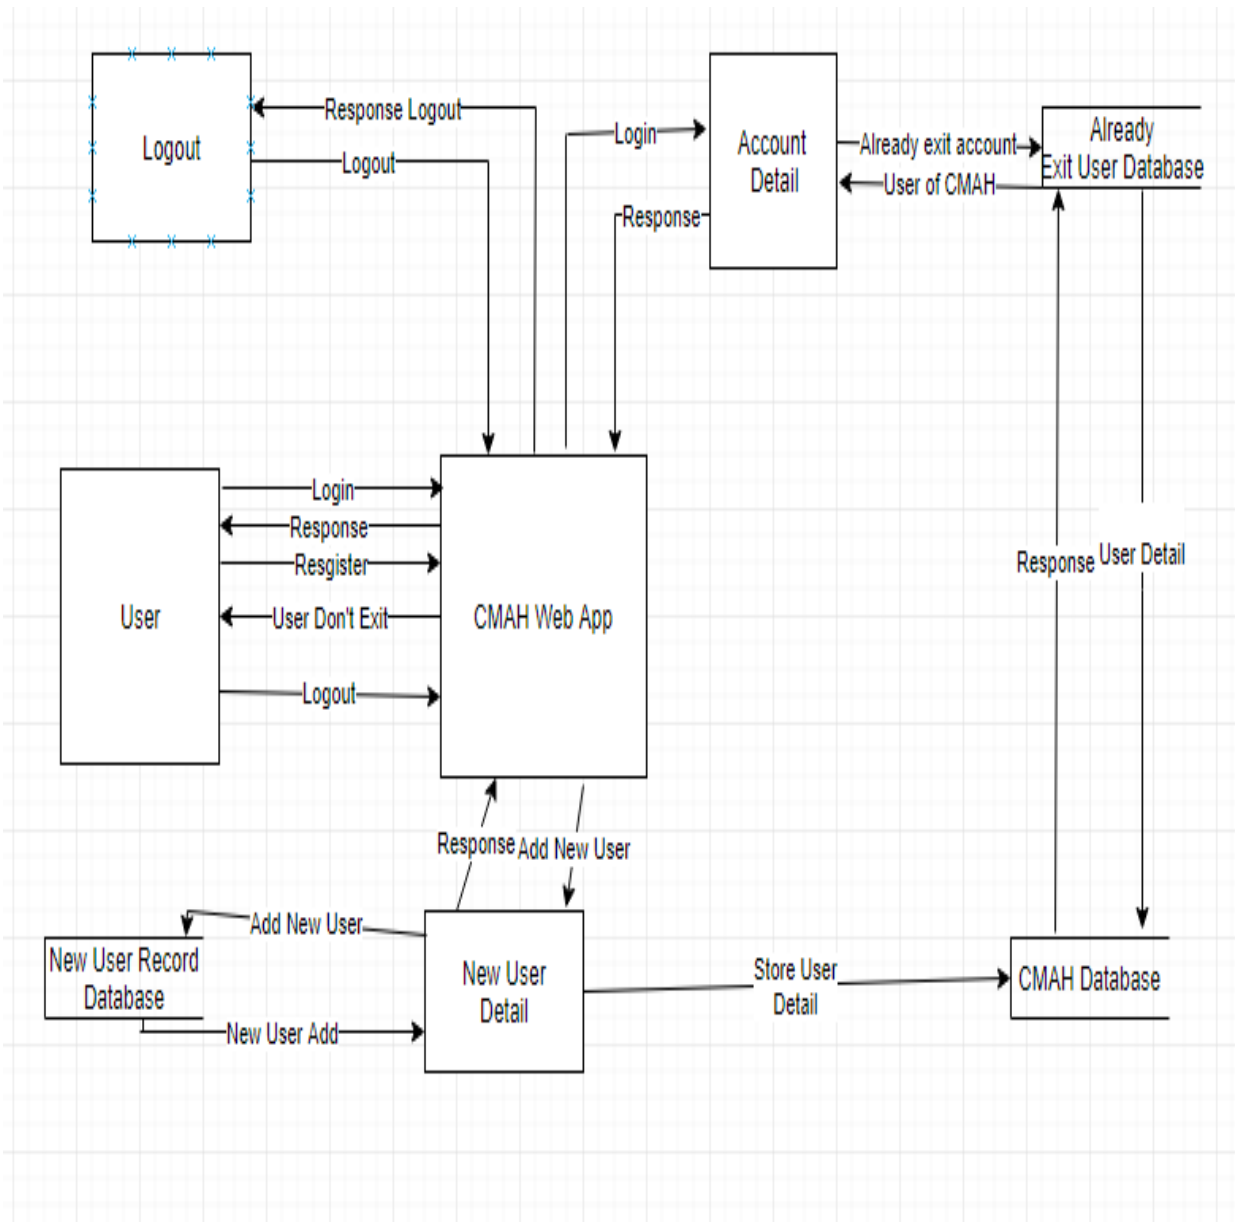 Response Logout
Logout
Logout
Login
Account
Detail
Already exit account
Already
Exit User Database
User of CMAH
Response
User
Login
Response
Resgister
User Don't Exit
Logout
CMAH Web App
Response
User Detail
Response
Add New User
Add New User
New User Record
Database
New User Add
New User
Detail
Store User
Detail
CMAH Database